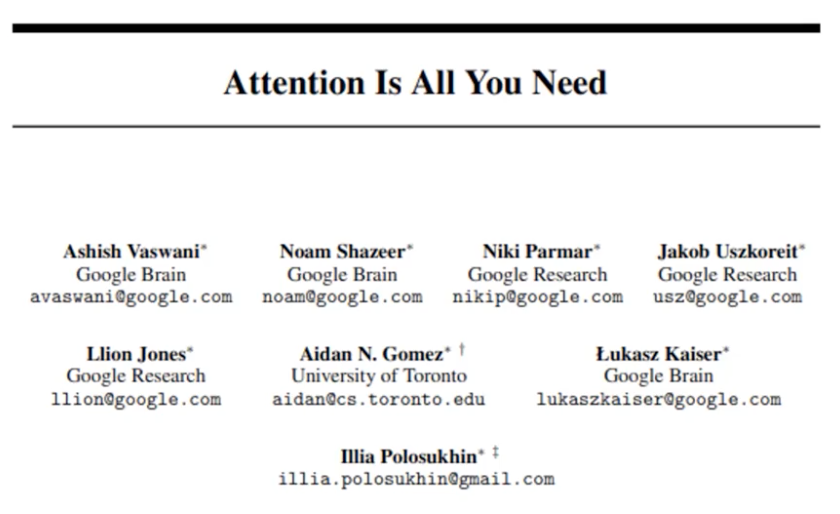 Attention Is All You Need
Ashish Vaswani* Noam Shazeer* Niki Parmar* Jakob Uszkoreit*
Google Brain Google Brain Google Research Google Research
avaswani@google.com noam@google.com nikip@google.com usz@google.com
Llion Jones* Aidan N. Gomez* † Łukasz Kaiser*
Google Research University of Toronto Google Brain
llion@google.com aidan@cs.toronto.edu lukaszkaiser@google.com
Illia Polosukhin* ‡
illia.polosukhin@gmail.com